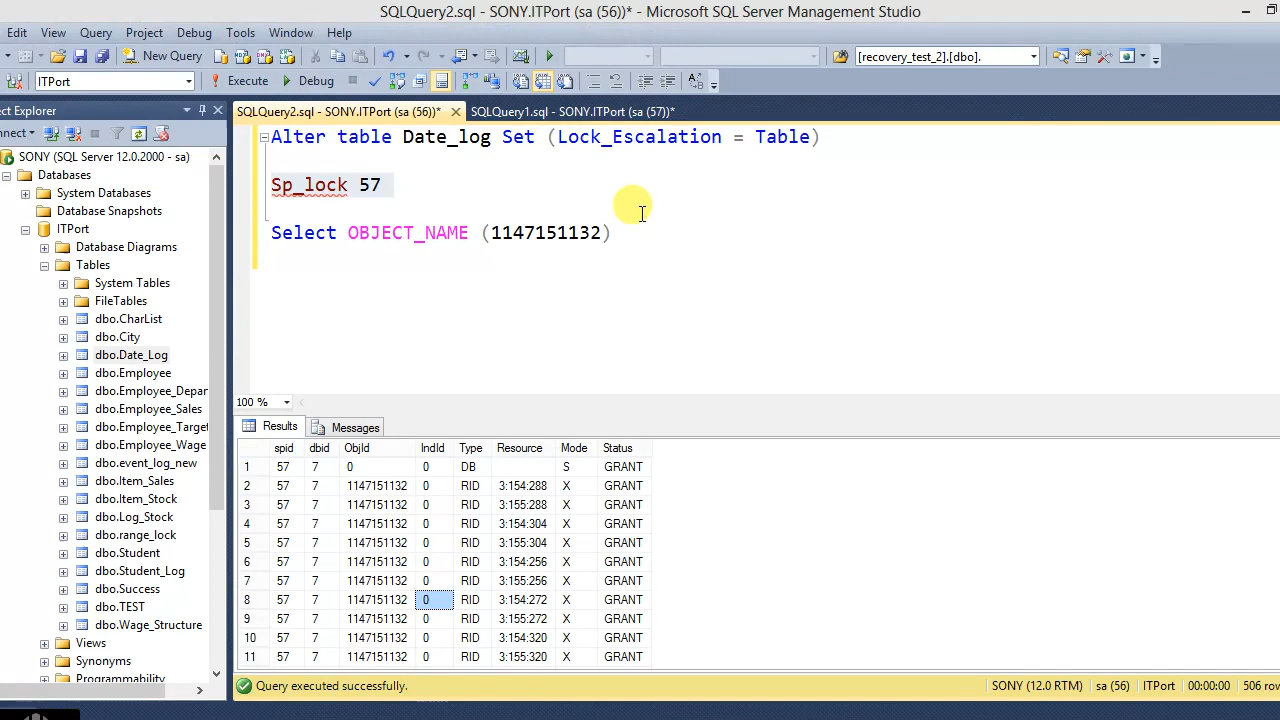 SQLQuery2.sql - SONY.ITPort (sa (56))* - Microsoft SQL Server Management Studio
Edit View Query Project Debug Tools Window Help
New Query [recovery_test_2].[dbo].
ITPort Execute Debug
ect Explorer
SQLQuery2.sql - SONY.ITPort (sa (56))* SQLQuery1.sql - SONY.ITPort (sa (57))*
nnect
SONY (SQL Server 12.0.2000 - sa)
Databases
System Databases
Database Snapshots
ITPort
Database Diagrams
Tables
System Tables
FileTables
dbo.CharList
dbo.City
dbo.Date_Log
dbo.Employee
dbo.Employee_Depar
dbo.Employee_Sales
dbo.Employee_Target
dbo.Employee_Wage
dbo.event_log_new
dbo.Item_Sales
dbo.Item_Stock
dbo.Log_Stock
dbo.range_lock
dbo.Student
dbo.Student_Log
dbo.Success
dbo.TEST
dbo.Wage_Structure
Views
Synonyms
Programmability
Alter table Date_log Set (Lock_Escalation = Table)
Sp_lock 57
Select OBJECT_NAME (1147151132)
100 %
Results Messages
spid dbid ObjId IndId Type Resource Mode Status
1 57 7 0 0 DB S GRANT
2 57 7 1147151132 0 RID 3:154:288 X GRANT
3 57 7 1147151132 0 RID 3:155:288 X GRANT
4 57 7 1147151132 0 RID 3:154:304 X GRANT
5 57 7 1147151132 0 RID 3:155:304 X GRANT
6 57 7 1147151132 0 RID 3:154:256 X GRANT
7 57 7 1147151132 0 RID 3:155:256 X GRANT
8 57 7 1147151132 0 RID 3:154:272 X GRANT
9 57 7 1147151132 0 RID 3:155:272 X GRANT
10 57 7 1147151132 0 RID 3:154:320 X GRANT
11 57 7 1147151132 0 RID 3:155:320 X GRANT
Query executed successfully. SONY (12.0 RTM) sa (56) ITPort 00:00:00 506 row